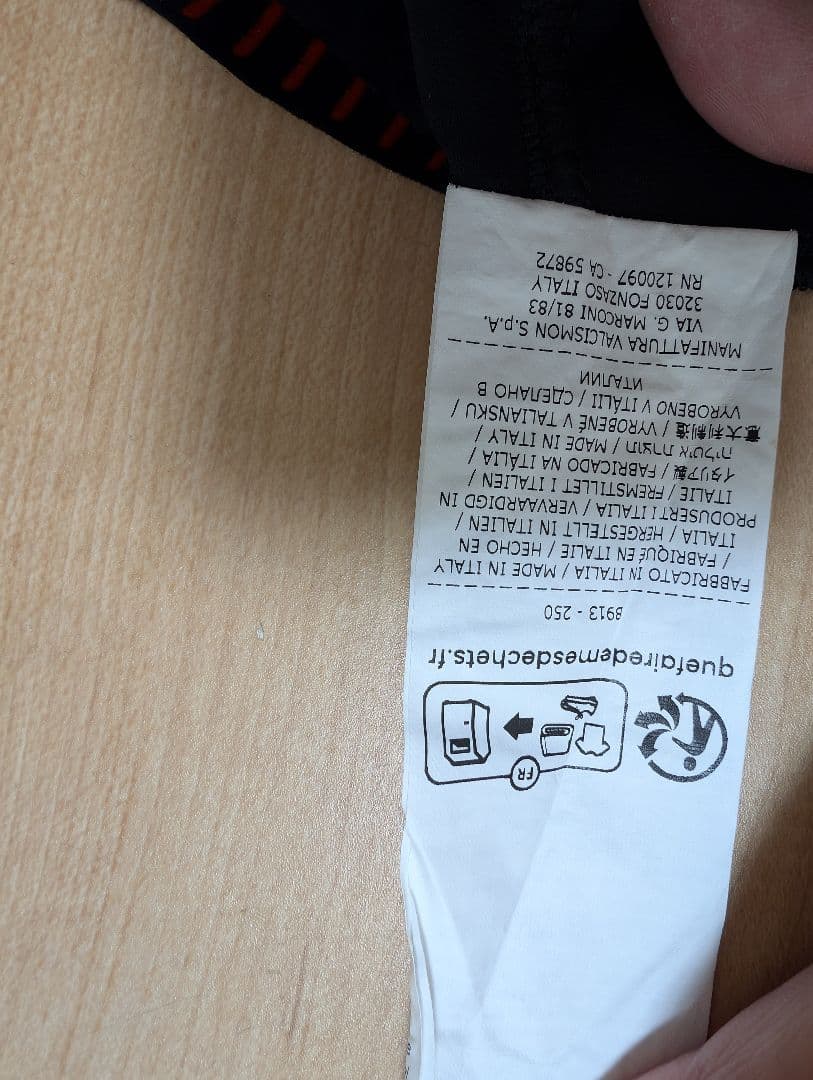 FR
quefairedemesdechets.fr
8913 - 250
FABBRICATO IN ITALIA / MADE IN ITALY
/ FABRIQUÉ EN ITALIE / HECHO EN
ITALIA / HERGESTELLT IN ITALIEN /
PRODUSERT I ITALIA / VERVAARDIGD IN
ITALIE / FREMSTILLET I ITALIEN /
イタリア製 / FABRICADO NA ITÁLIA /
תוצרת איטליה / MADE IN ITALY /
意大利制造 / VYROBENÉ V TALIANSKU /
VYROBENO V ITÁLII / СДЕЛАНО В
ИТАЛИИ
MANIFATTURA VALCISMON S.p.A.
VIA G. MARCONI 81/83
32030 FONZASO ITALY
RN 120097 - CA 59872